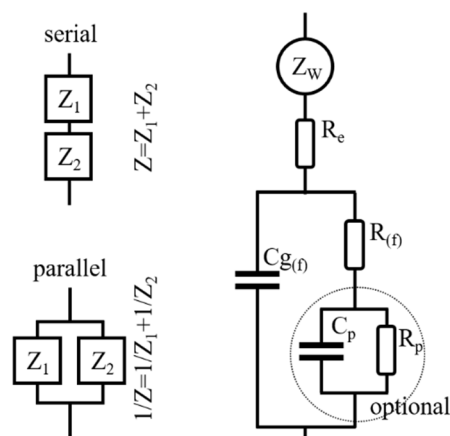 serial
Z₁
Z₂
Z=Z₁+Z₂
parallel
Z₁ Z₂
1/Z=1/Z₁+1/Z₂
Z_W
R_e
Cg_(f)
R_(f)
C_p
R_p
optional